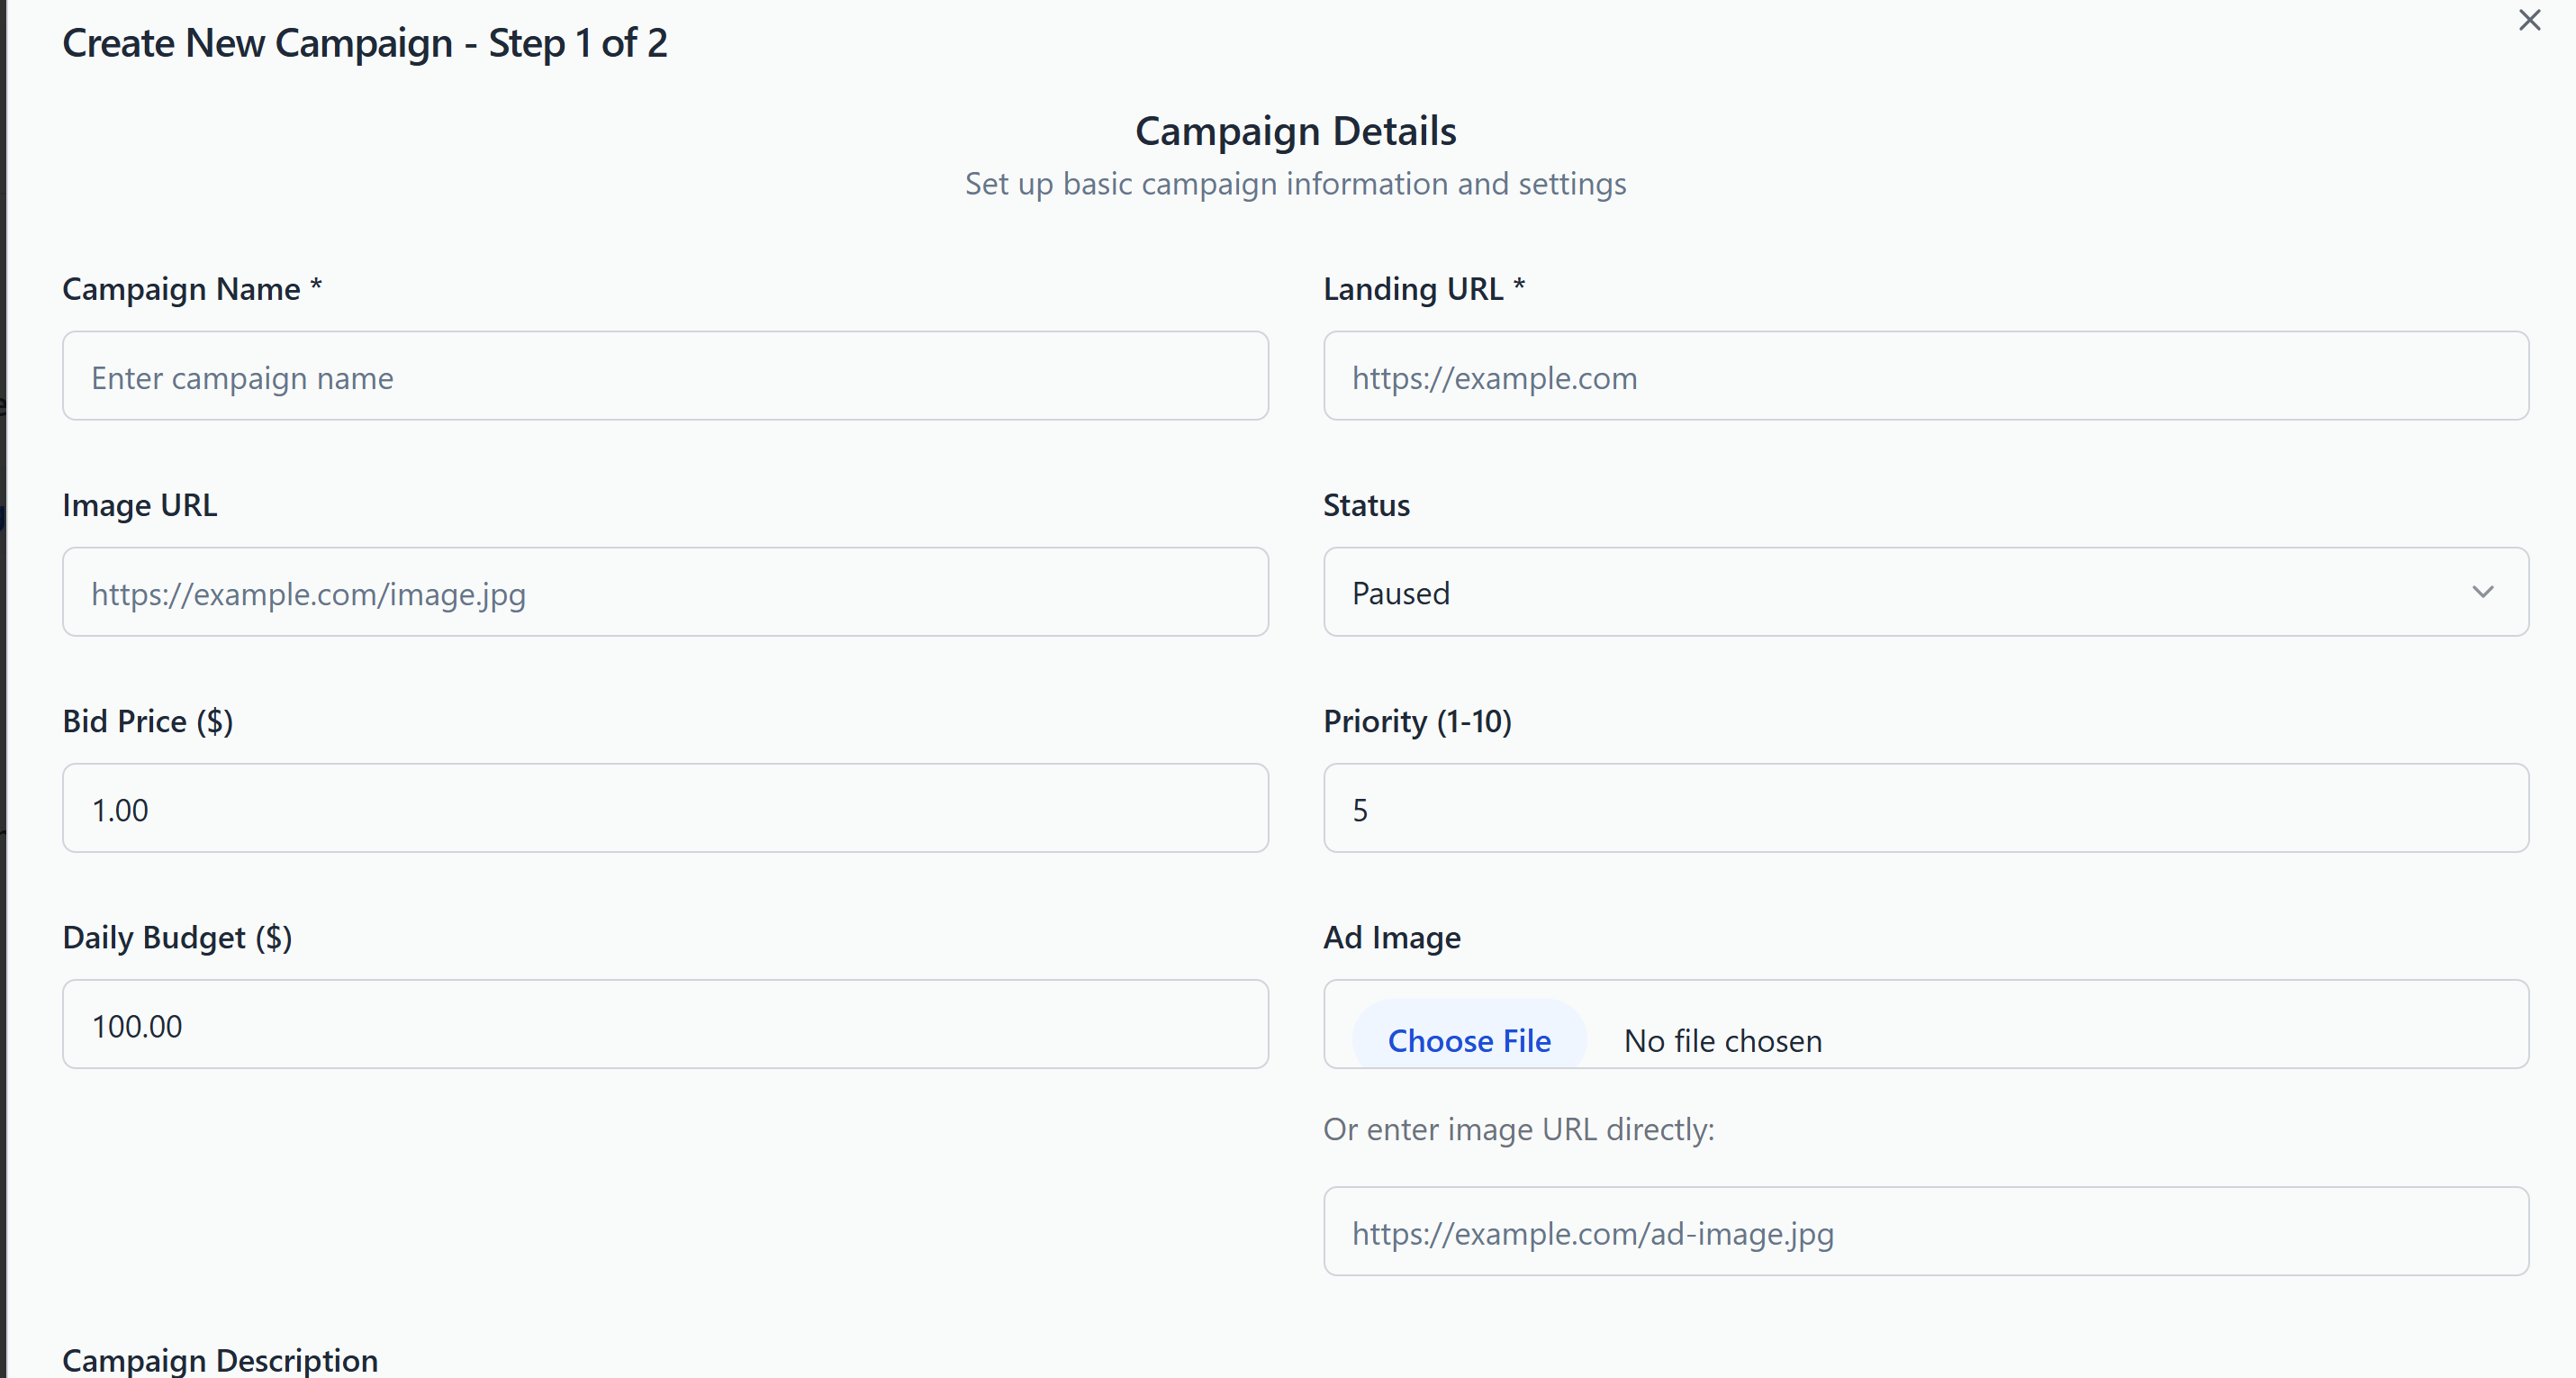 Create New Campaign - Step 1 of 2
Campaign Details
Set up basic campaign information and settings
Campaign Name *
Landing URL *
Enter campaign name
https://example.com
Image URL
Status
https://example.com/image.jpg
Paused
Bid Price ($)
Priority (1-10)
1.00
5
Daily Budget ($)
Ad Image
100.00
Choose File No file chosen
Or enter image URL directly:
https://example.com/ad-image.jpg
Campaign Description